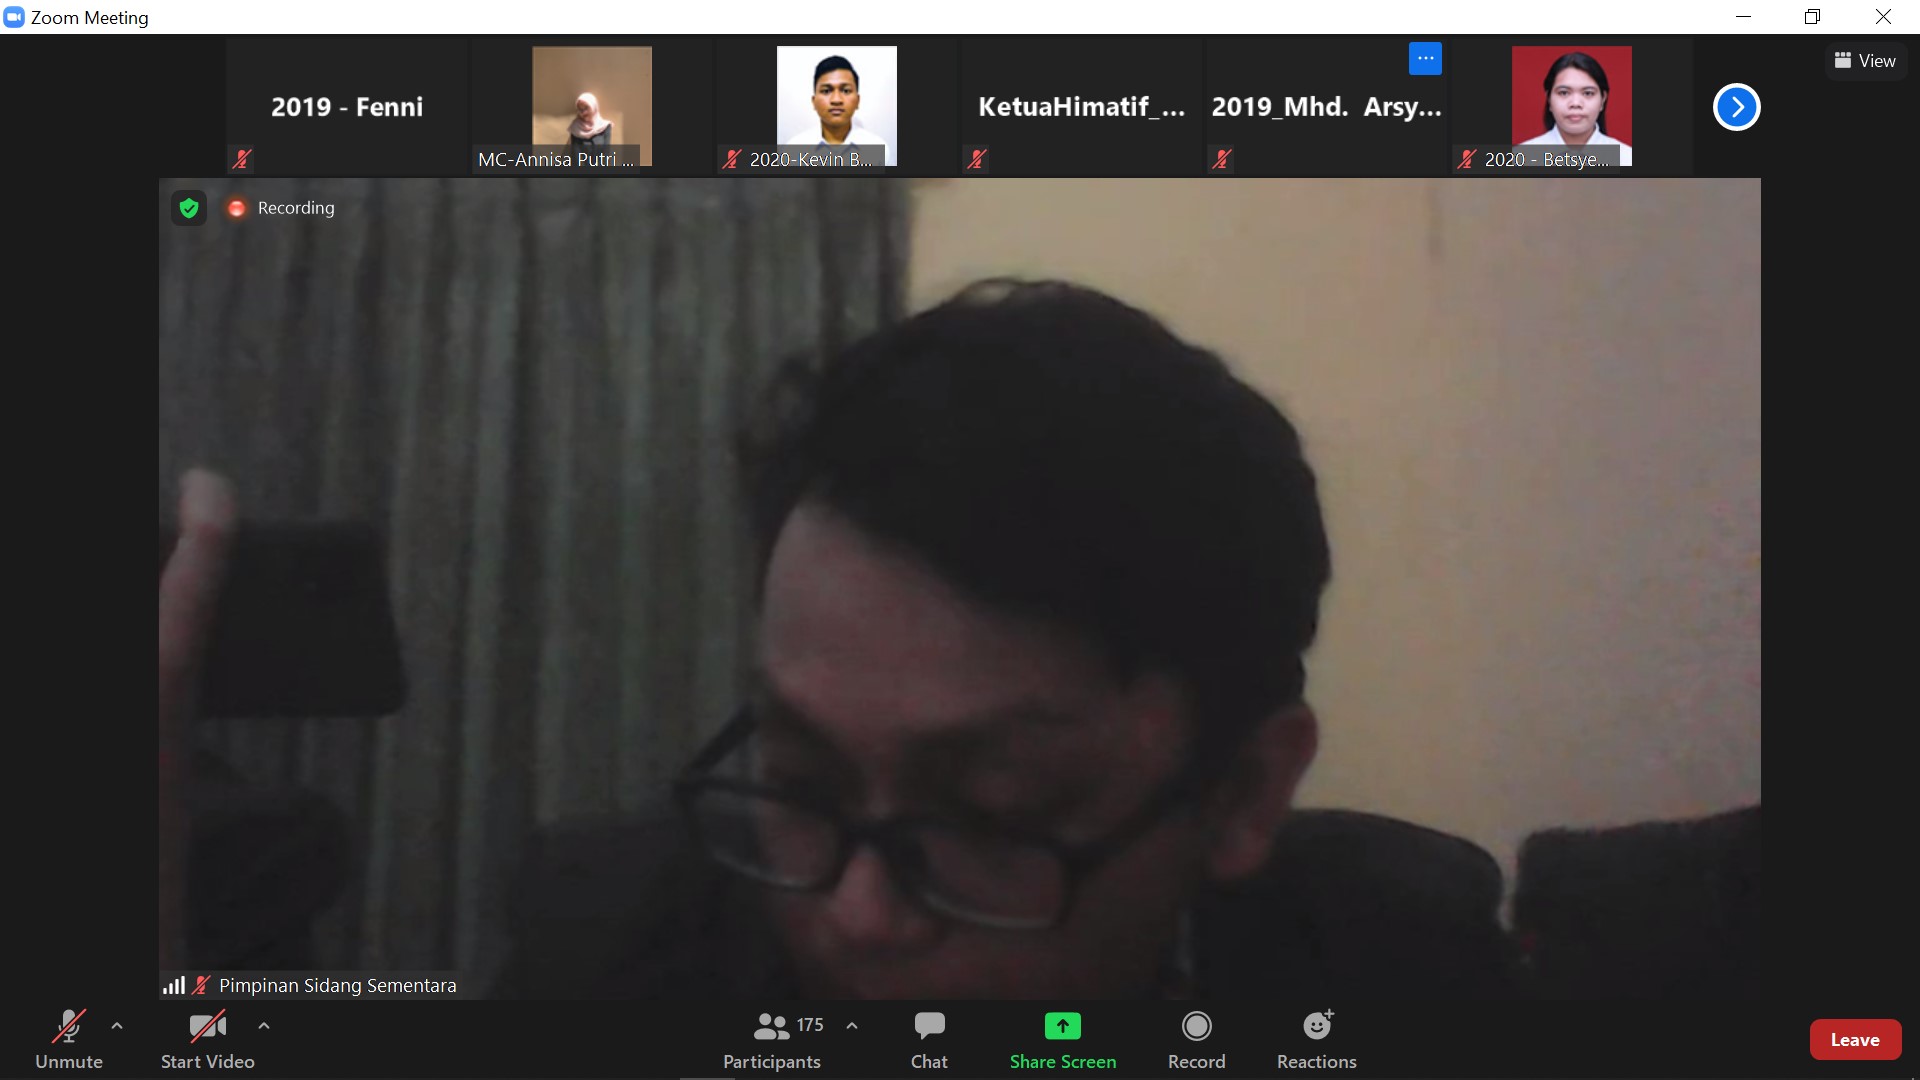 Zoom Meeting
2019 - Fenni
MC-Annisa Putri ...
2020-Kevin B...
KetuaHimatif_...
2019_Mhd. Arsy...
2020 - Betsye...
View
Recording
Pimpinan Sidang Sementara
Unmute
Start Video
175
Participants
Chat
Share Screen
Record
Reactions
Leave